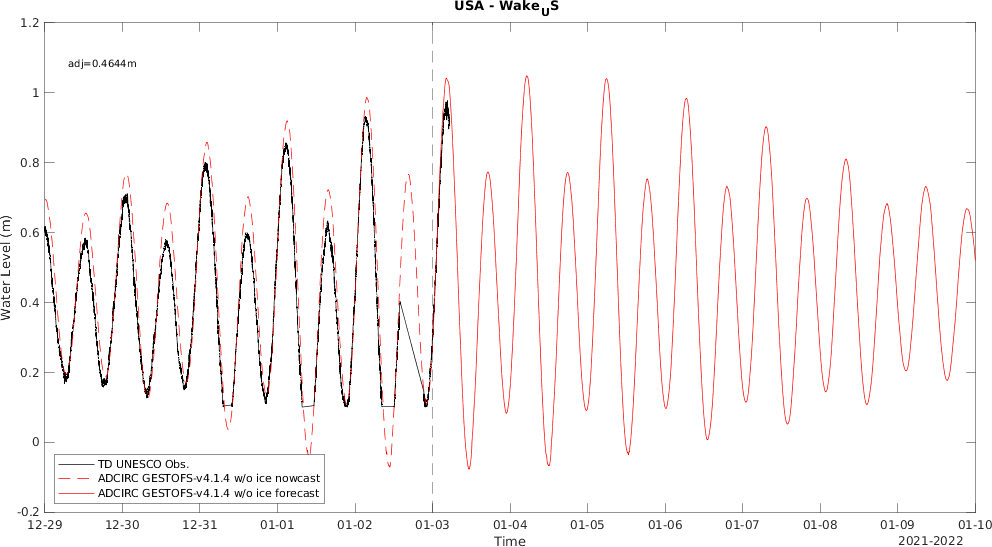 USA - Wake_US
adj=0.4644m
1.2
1
0.8
0.6
0.4
0.2
0
-0.2
Water Level (m)
TD UNESCO Obs.
ADCIRC GESTOFS-v4.1.4 w/o ice nowcast
ADCIRC GESTOFS-v4.1.4 w/o ice forecast
12-29 12-30 12-31 01-01 01-02 01-03 01-04 01-05 01-06 01-07 01-08 01-09 01-10
Time
2021-2022